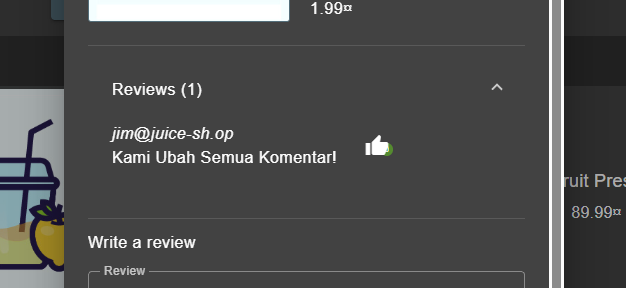 1.99¤
Reviews (1)
jim@juice-sh.op
Kami Ubah Semua Komentar!
ruit Pres
89.99¤
Write a review
Review